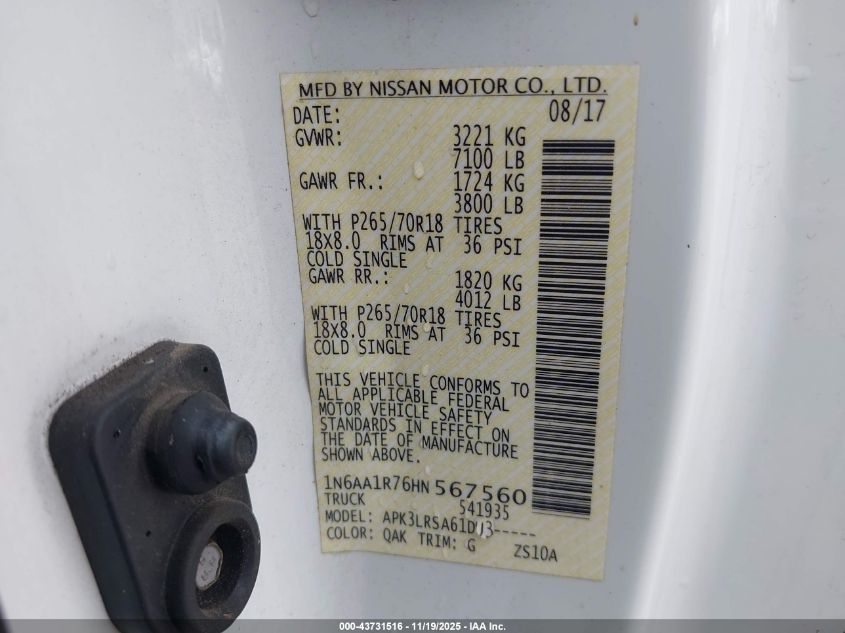 MFD BY NISSAN MOTOR CO., LTD.
DATE: 08/17
GVWR: 3221 KG
7100 LB
GAWR FR.: 1724 KG
3800 LB
WITH P265/70R18 TIRES
18X8.0 RIMS AT 36 PSI
COLD SINGLE
GAWR RR.: 1820 KG
4012 LB
WITH P265/70R18 TIRES
18X8.0 RIMS AT 36 PSI
COLD SINGLE
THIS VEHICLE CONFORMS TO
ALL APPLICABLE FEDERAL
MOTOR VEHICLE SAFETY
STANDARDS IN EFFECT ON
THE DATE OF MANUFACTURE
SHOWN ABOVE.
1N6AA1R76HN 567560
TRUCK 541935
MODEL: APK3LRSA61DV3-----
COLOR: QAK TRIM: G ZS10A
000-43731516 - 11/19/2025 - IAA Inc.